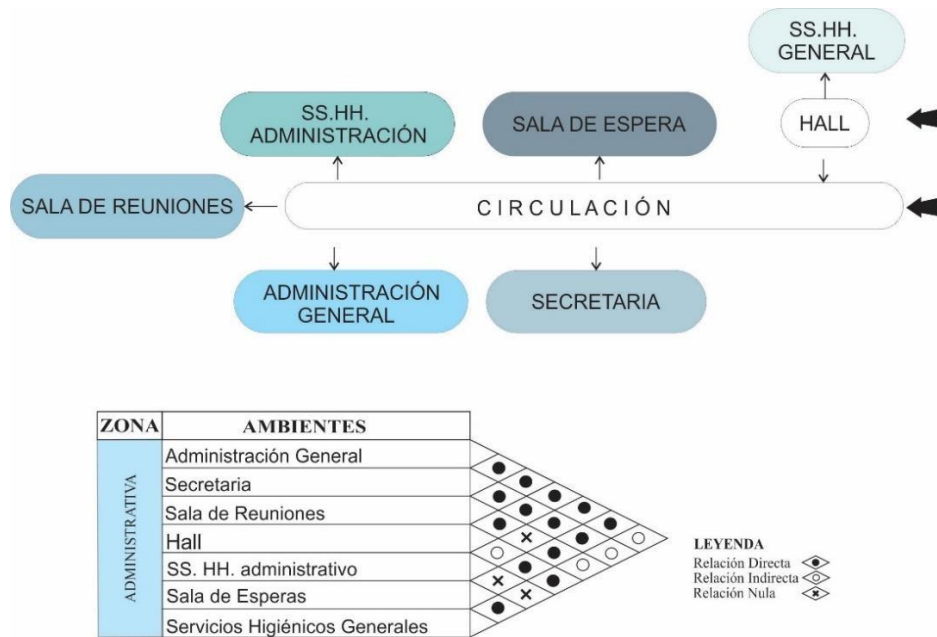 SS.HH.
GENERAL
SS.HH.
ADMINISTRACIÓN
SALA DE ESPERA
HALL
SALA DE REUNIONES
CIRCULACIÓN
ADMINISTRACIÓN
GENERAL
SECRETARIA
ZONA
AMBIENTES
ADMINISTRATIVA
Administración General
Secretaria
Sala de Reuniones
Hall
SS. HH. administrativo
Sala de Esperas
Servicios Higiénicos Generales
LEYENDA
Relación Directa
Relación Indirecta
Relación Nula